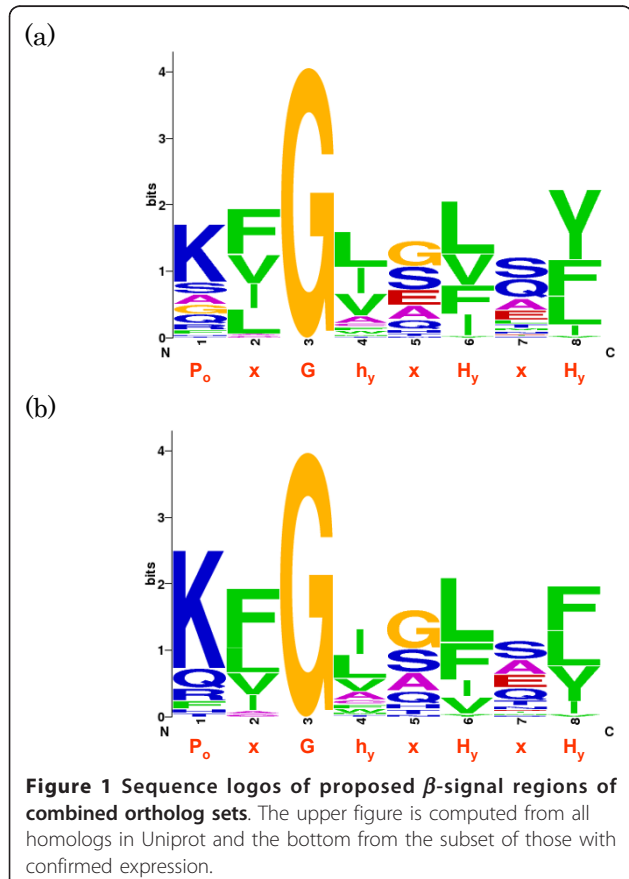 (a)
bits
4
3
2
1
0
K S A G Q R
F V I L
G
L I V A
G S E A Q
L V F I
S Q A E
Y F L I
N 1 2 3 4 5 6 7 8 C
Po x G hy x Hy x Hy
(b)
bits
4
3
2
1
0
K Q R
F L V I A
G
I L V A
G S A Q
L F I V
S A E Q
F L Y I
N 1 2 3 4 5 6 7 8 C
Po x G hy x Hy x Hy
Figure 1 Sequence logos of proposed β-signal regions of
combined ortholog sets. The upper figure is computed from all
homologs in Uniprot and the bottom from the subset of those with
confirmed expression.